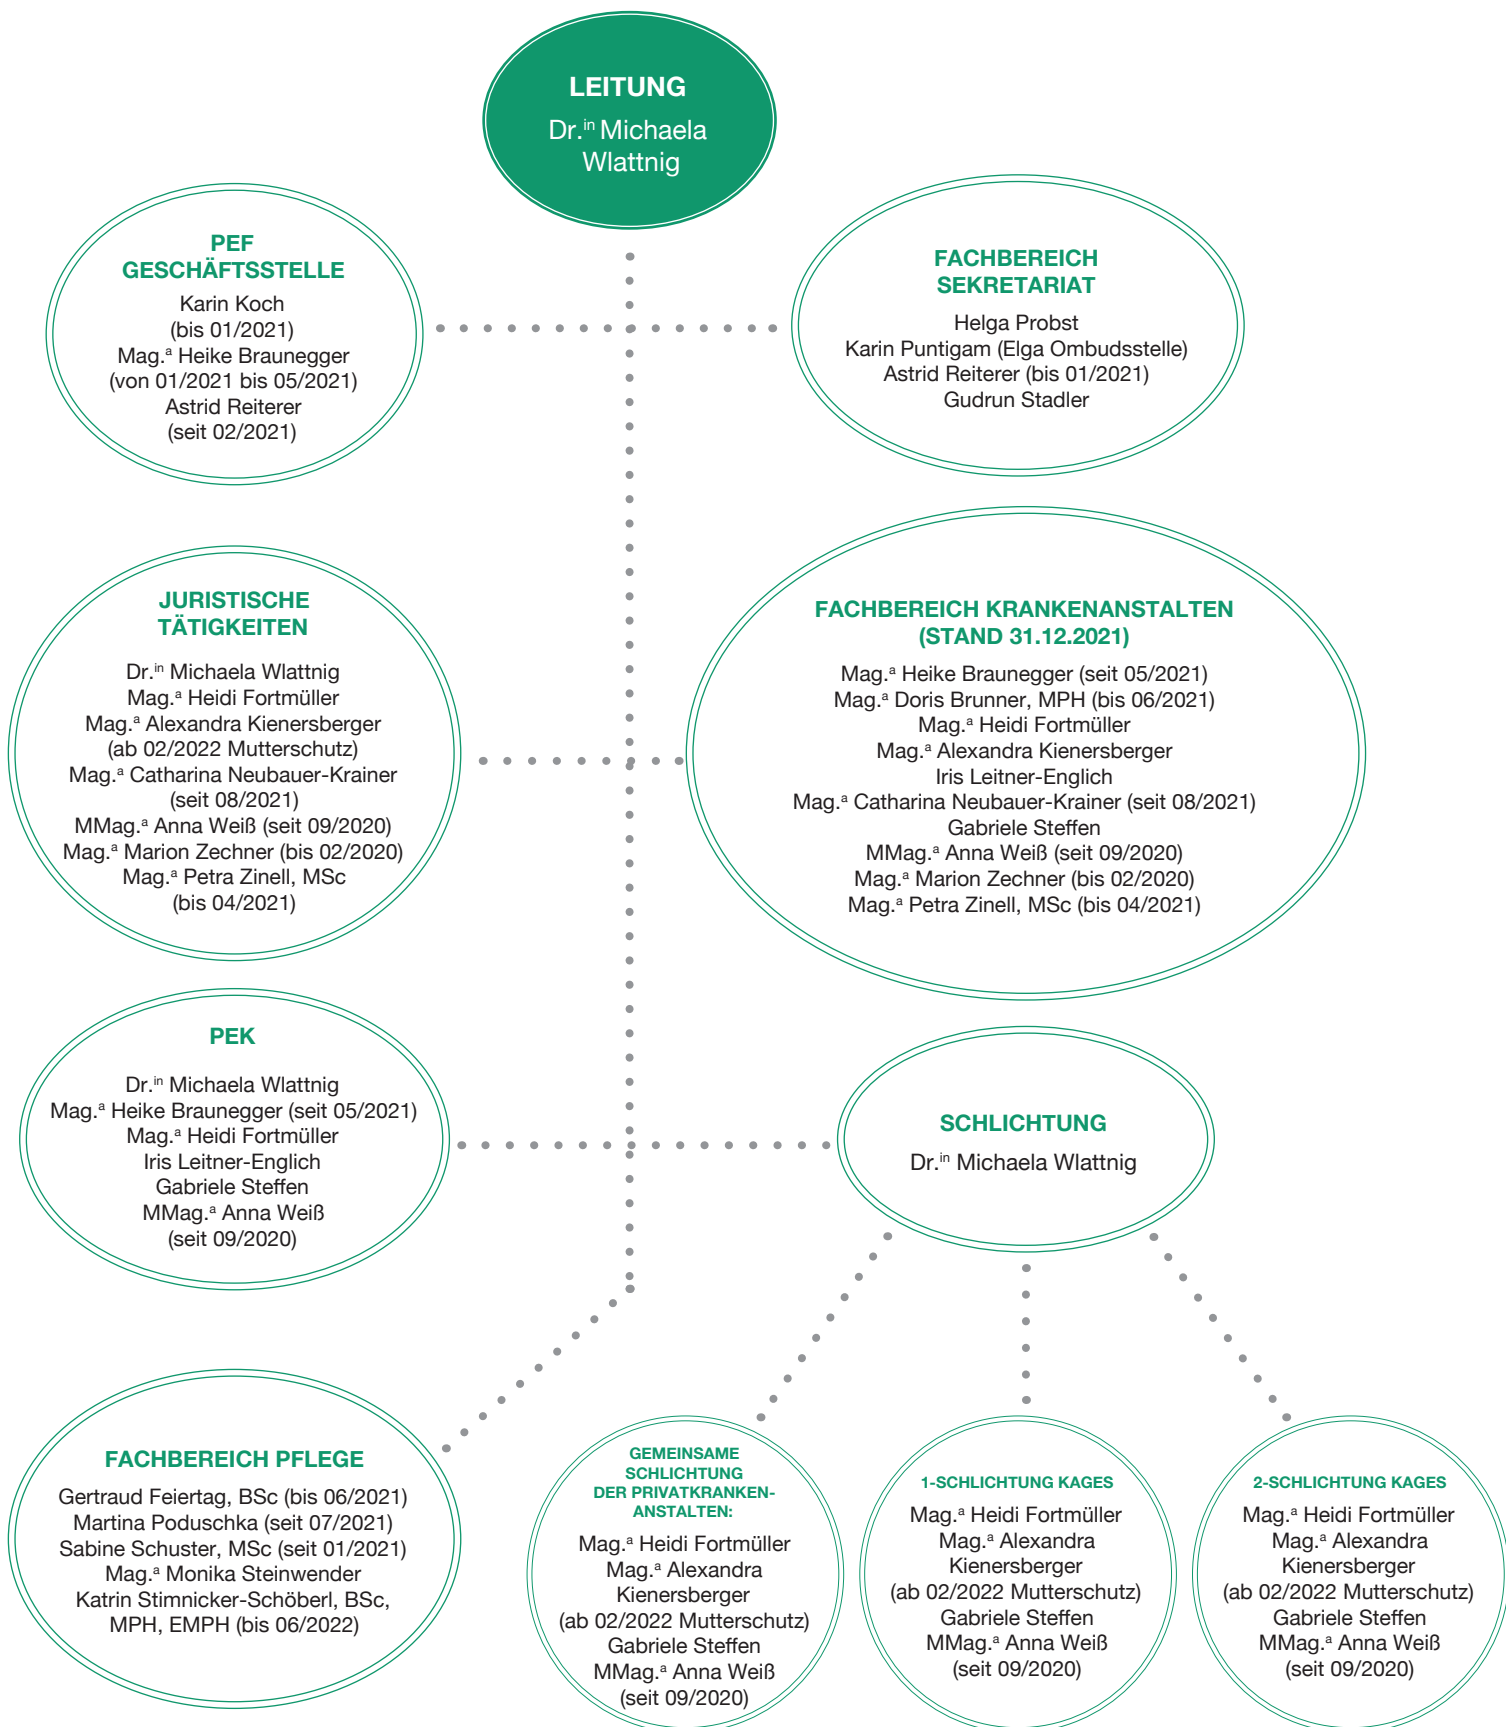 LEITUNG
Dr.in Michaela
Wlattnig
PEF
GESCHÄFTSSTELLE
Karin Koch
(bis 01/2021)
Mag.a Heike Braunegger
(von 01/2021 bis 05/2021)
Astrid Reiterer
(seit 02/2021)
FACHBEREICH
SEKRETARIAT
Helga Probst
Karin Puntigam (Elga Ombudsstelle)
Astrid Reiterer (bis 01/2021)
Gudrun Stadler
JURISTISCHE
TÄTIGKEITEN
Dr.in Michaela Wlattnig
Mag.a Heidi Fortmüller
Mag.a Alexandra Kienersberger
(ab 02/2022 Mutterschutz)
Mag.a Catharina Neubauer-Krainer
(seit 08/2021)
MMag.a Anna Weiß (seit 09/2020)
Mag.a Marion Zechner (bis 02/2020)
Mag.a Petra Zinell, MSc
(bis 04/2021)
FACHBEREICH KRANKENANSTALTEN
(STAND 31.12.2021)
Mag.a Heike Braunegger (seit 05/2021)
Mag.a Doris Brunner, MPH (bis 06/2021)
Mag.a Heidi Fortmüller
Mag.a Alexandra Kienersberger
Iris Leitner-Englich
Mag.a Catharina Neubauer-Krainer (seit 08/2021)
Gabriele Steffen
MMag.a Anna Weiß (seit 09/2020)
Mag.a Marion Zechner (bis 02/2020)
Mag.a Petra Zinell, MSc (bis 04/2021)
PEK
Dr.in Michaela Wlattnig
Mag.a Heike Braunegger (seit 05/2021)
Mag.a Heidi Fortmüller
Iris Leitner-Englich
Gabriele Steffen
MMag.a Anna Weiß
(seit 09/2020)
SCHLICHTUNG
Dr.in Michaela Wlattnig
FACHBEREICH PFLEGE
Gertraud Feiertag, BSc (bis 06/2021)
Martina Poduschka (seit 07/2021)
Sabine Schuster, MSc (seit 01/2021)
Mag.a Monika Steinwender
Katrin Stimnicker-Schöberl, BSc,
MPH, EMPH (bis 06/2022)
GEMEINSAME
SCHLICHTUNG
DER PRIVATKRANKEN-
ANSTALTEN:
Mag.a Heidi Fortmüller
Mag.a Alexandra
Kienersberger
(ab 02/2022 Mutterschutz)
Gabriele Steffen
MMag.a Anna Weiß
(seit 09/2020)
1-SCHLICHTUNG KAGES
Mag.a Heidi Fortmüller
Mag.a Alexandra
Kienersberger
(ab 02/2022 Mutterschutz)
Gabriele Steffen
MMag.a Anna Weiß
(seit 09/2020)
2-SCHLICHTUNG KAGES
Mag.a Heidi Fortmüller
Mag.a Alexandra
Kienersberger
(ab 02/2022 Mutterschutz)
Gabriele Steffen
MMag.a Anna Weiß
(seit 09/2020)